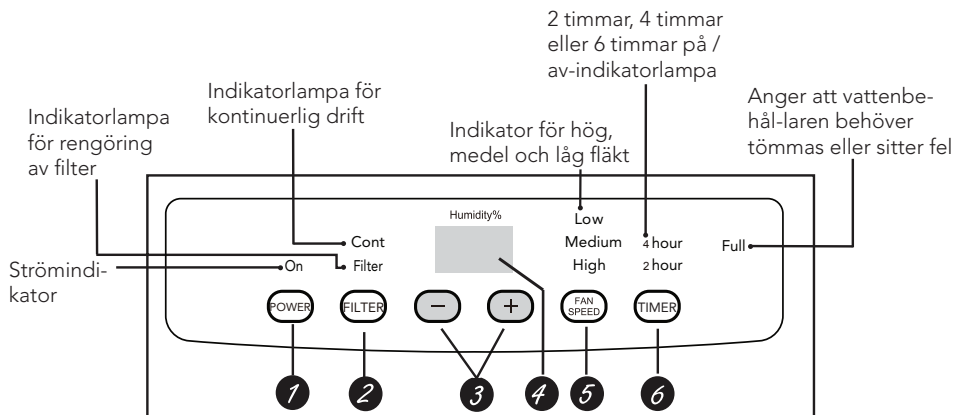 2 timmar, 4 timmar
eller 6 timmar på /
av-indikatorlampa
Indikatorlampa för
kontinuerlig drift
Indikatorlampa
för rengöring
av filter
Indikator för hög,
medel och låg fläkt
Anger att vattenbe-
hål-laren behöver
tömmas eller sitter fel
Strömindi-
kator
Humidity%
Cont
Filter
On
Low
Medium
High
4 hour
2 hour
Full
POWER
FILTER
−
+
FAN
SPEED
TIMER
1
2
3
4
5
6